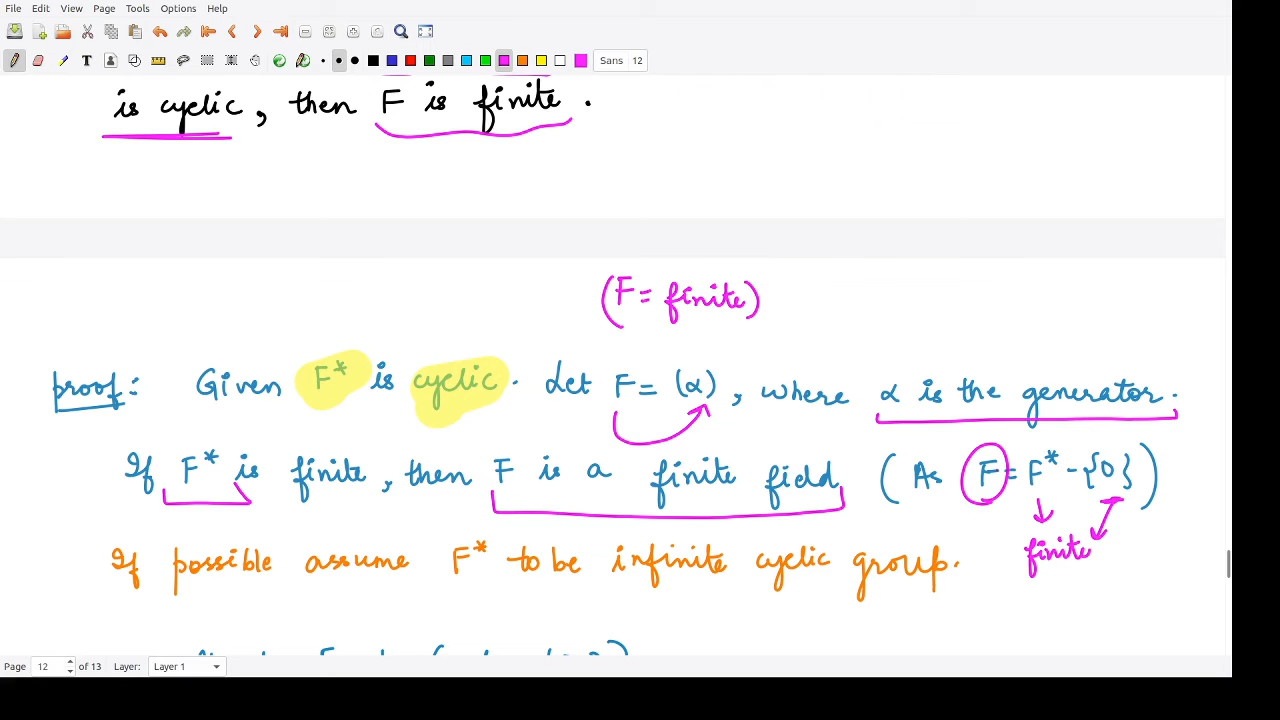 File Edit View Page Tools Options Help
Sans 12
is cyclic, then F is finite.
(F = finite)
proof: Given F* is cyclic. Let F = (α), where α is the generator.
If F* is finite, then F is a finite field (As F = F* - {0})
finite
If possible assume F* to be infinite cyclic group.
Page 12 of 13 Layer: Layer 1